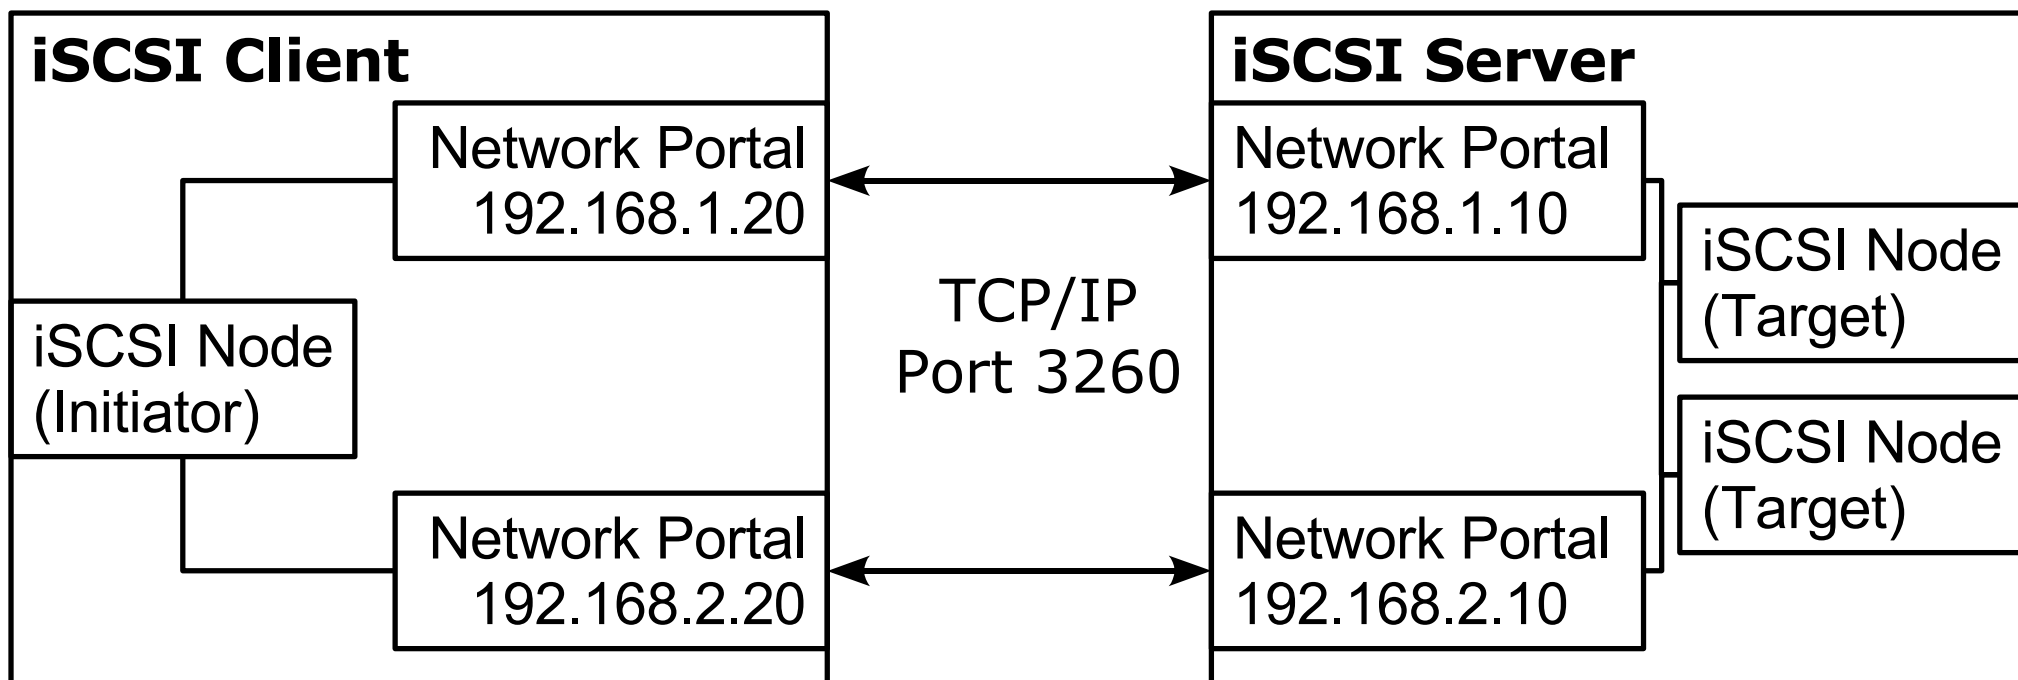 iSCSI Client
Network Portal
192.168.1.20
iSCSI Node
(Initiator)
Network Portal
192.168.2.20
TCP/IP
Port 3260
iSCSI Server
Network Portal
192.168.1.10
iSCSI Node
(Target)
iSCSI Node
(Target)
Network Portal
192.168.2.10